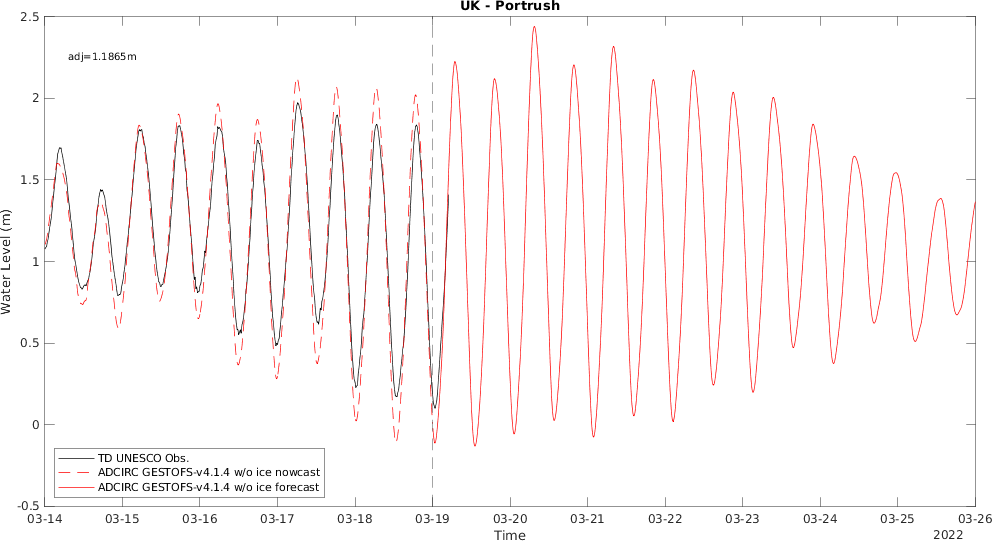 UK - Portrush
adj=1.1865m
Water Level (m)
2.5
2
1.5
1
0.5
0
-0.5
TD UNESCO Obs.
ADCIRC GESTOFS-v4.1.4 w/o ice nowcast
ADCIRC GESTOFS-v4.1.4 w/o ice forecast
03-14 03-15 03-16 03-17 03-18 03-19 03-20 03-21 03-22 03-23 03-24 03-25 03-26
Time
2022